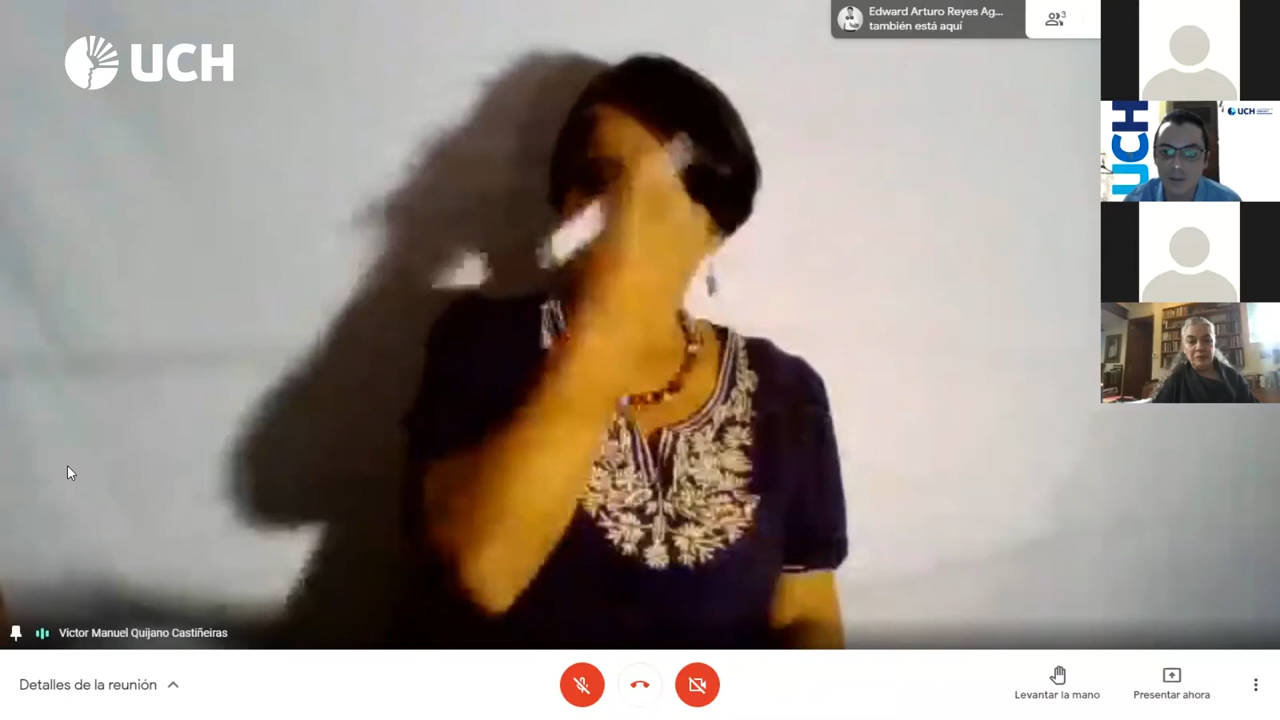 UCH
Edward Arturo Reyes Ag...
también está aquí
3
UCH
UCH
Victor Manuel Quijano Castiñeiras
Detalles de la reunión
Levantar la mano
Presentar ahora